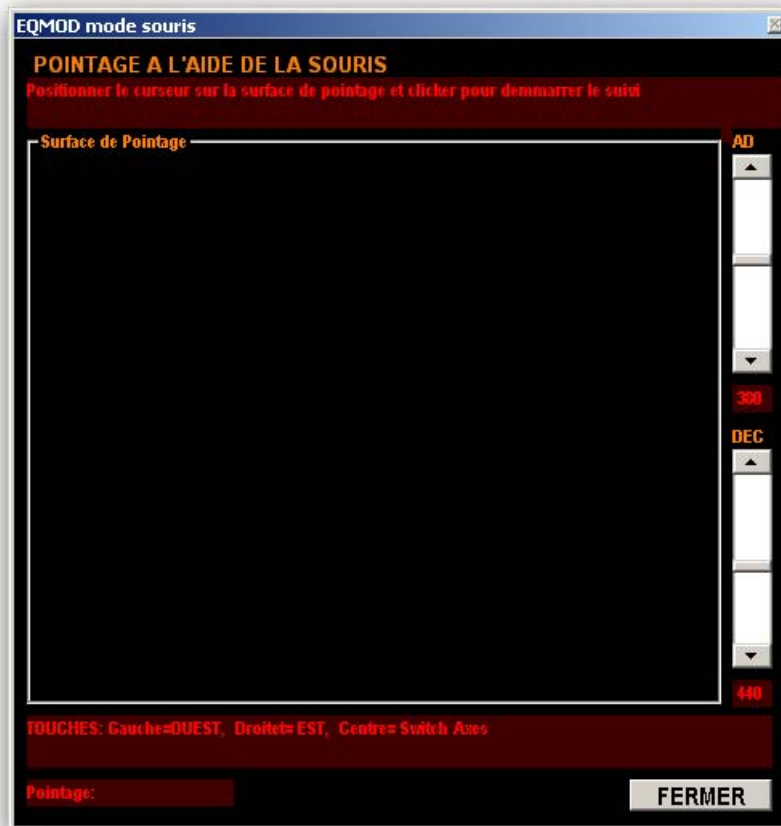 EQMOD mode souris
POINTAGE A L'AIDE DE LA SOURIS
Positionner le curseur sur la surface de pointage et clicker pour demmarrer le suivi
Surface de Pointage
AD
380
DEC
440
TOUCHES: Gauche=OUEST, Droitet= EST, Centre= Switch Axes
Pointage:
FERMER